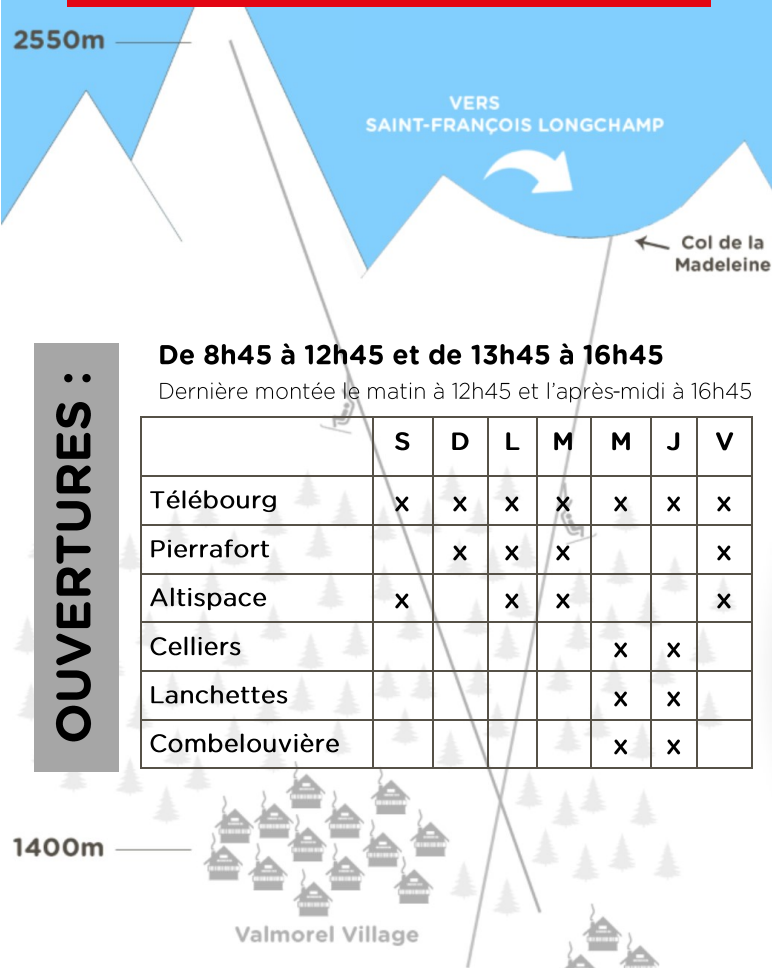 2550m
VERS
SAINT-FRANÇOIS LONGCHAMP
Col de la
Madeleine
OUVERTURES :
De 8h45 à 12h45 et de 13h45 à 16h45
Dernière montée le matin à 12h45 et l'après-midi à 16h45
S D L M M J V
Télébourg x x x x x x x
Pierrafort x x x x
Altispace x x x x
Celliers x x
Lanchettes x x
Combelouvière x x
1400m
Valmorel Village